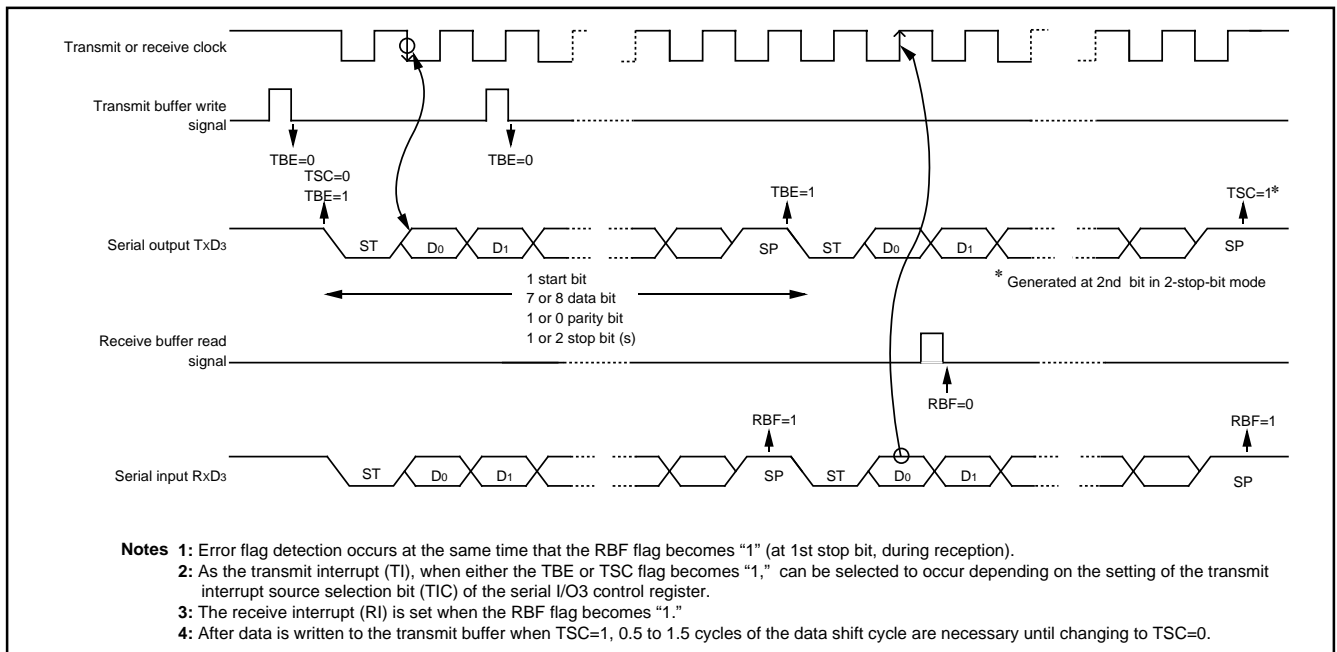 Transmit or receive clock
Transmit buffer write
signal
TBE=0
TBE=0
TSC=0
TBE=1
TBE=1
TSC=1*
Serial output TxD3
ST
D0
D1
SP
ST
D0
D1
SP
* Generated at 2nd bit in 2-stop-bit mode
1 start bit
7 or 8 data bit
1 or 0 parity bit
1 or 2 stop bit (s)
Receive buffer read
signal
RBF=0
RBF=1
RBF=1
Serial input RxD3
ST
D0
D1
SP
ST
D0
D1
SP
Notes 1: Error flag detection occurs at the same time that the RBF flag becomes “1” (at 1st stop bit, during reception).
2: As the transmit interrupt (TI), when either the TBE or TSC flag becomes “1,” can be selected to occur depending on the setting of the transmit
interrupt source selection bit (TIC) of the serial I/O3 control register.
3: The receive interrupt (RI) is set when the RBF flag becomes “1.”
4: After data is written to the transmit buffer when TSC=1, 0.5 to 1.5 cycles of the data shift cycle are necessary until changing to TSC=0.